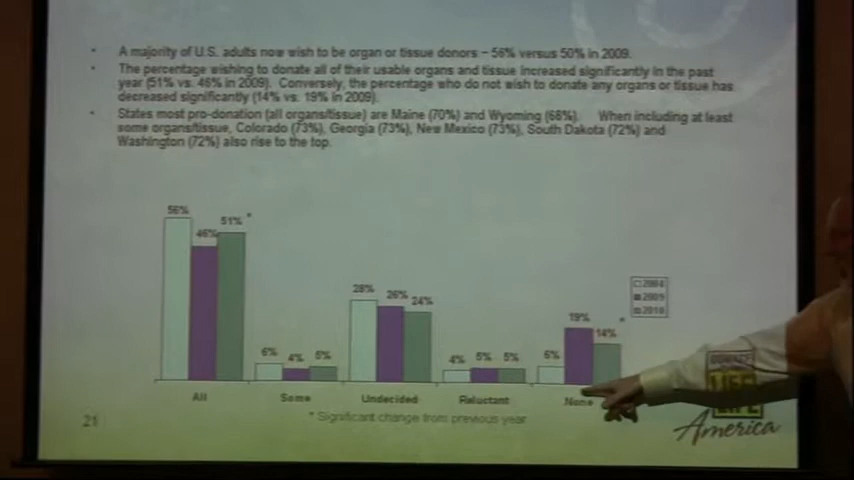 A majority of U.S. adults now wish to be organ or tissue donors – 56% versus 50% in 2009.
The percentage wishing to donate all of their usable organs and tissue increased significantly in the past
year (51% vs. 46% in 2009). Conversely, the percentage who do not wish to donate any organs or tissue has
decreased significantly (14% vs. 19% in 2009).
States most pro-donation (all organs/tissue) are Maine (70%) and Wyoming (68%). When including at least
some organs/tissue, Colorado (73%), Georgia (73%), New Mexico (73%), South Dakota (72%) and
Washington (72%) also rise to the top.
56% 46% 51% *
6% 4% 5%
28% 26% 24%
4% 5% 5%
6% 19% 14% *
2009
2010
All Some Undecided Reluctant None
* Significant change from previous year
21
DONATE
LIFE
America